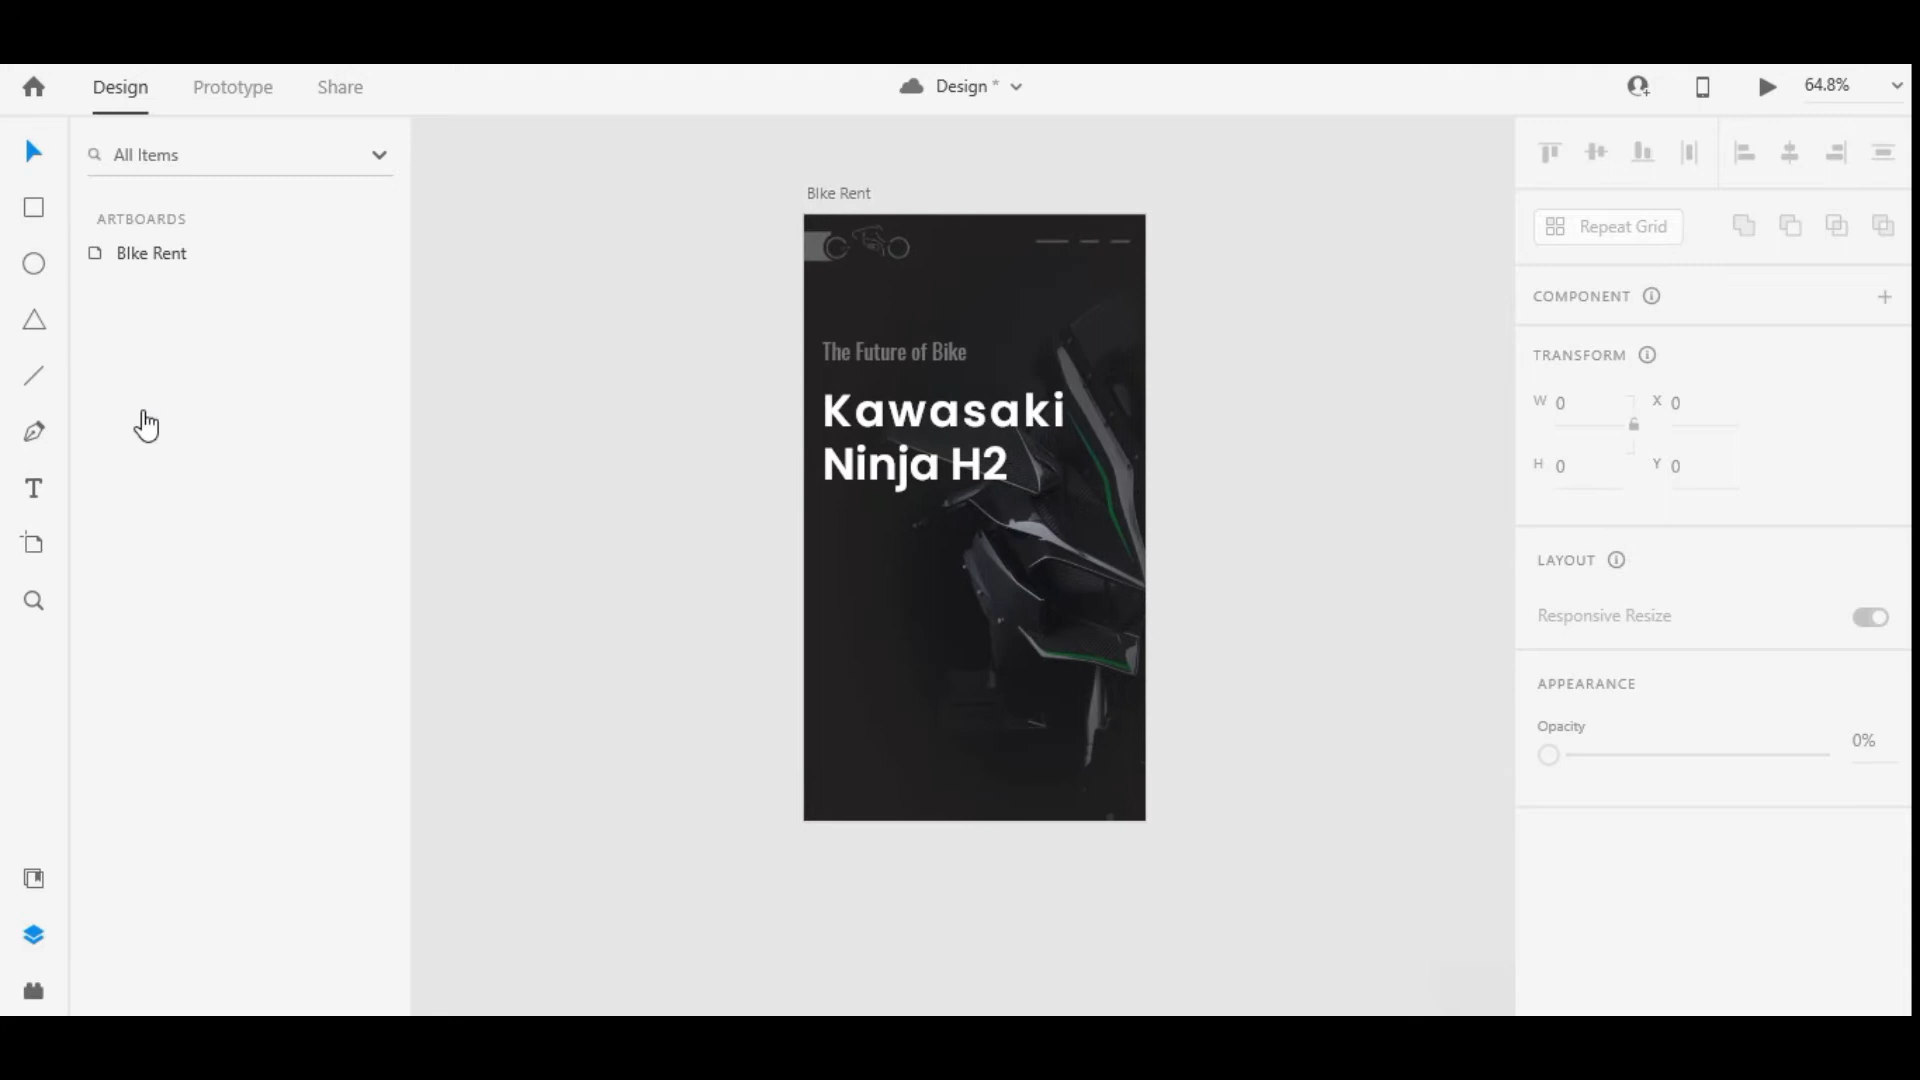 Design
Prototype
Share
Design *
64.8%
All Items
ARTBOARDS
BIke Rent
BIke Rent
The Future of Bike
Kawasaki
Ninja H2
Repeat Grid
COMPONENT
TRANSFORM
W 0
X 0
H 0
Y 0
LAYOUT
Responsive Resize
APPEARANCE
Opacity
0%